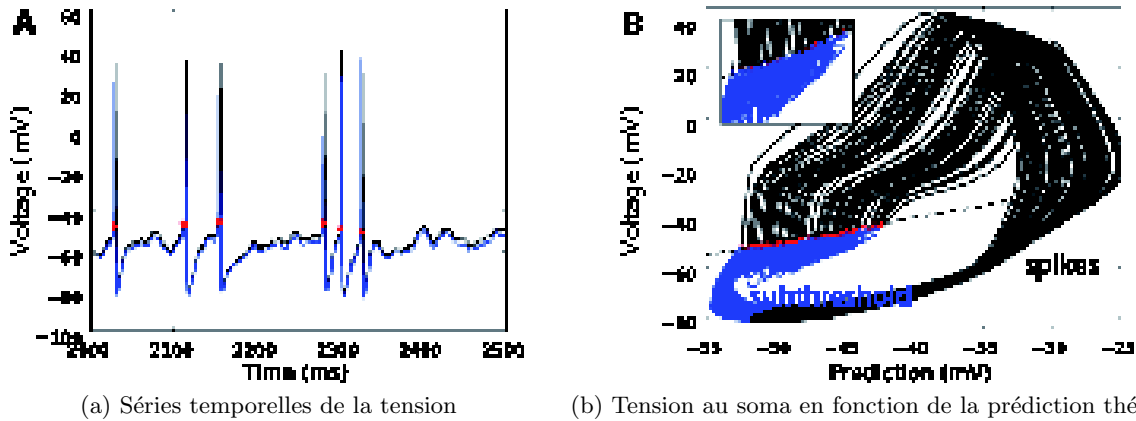 A
60
40
20
0
−20
−40
−60
−80
Voltage (mV)
2100
2200
2300
2400
2500
Time (ms)
B
40
20
0
−20
−40
−60
−80
Voltage (mV)
subthreshold
spikes
−55
−50
−45
−40
−30
−25
Prediction (mV)
(a) Séries temporelles de la tension
(b) Tension au soma en fonction de la prédiction thé